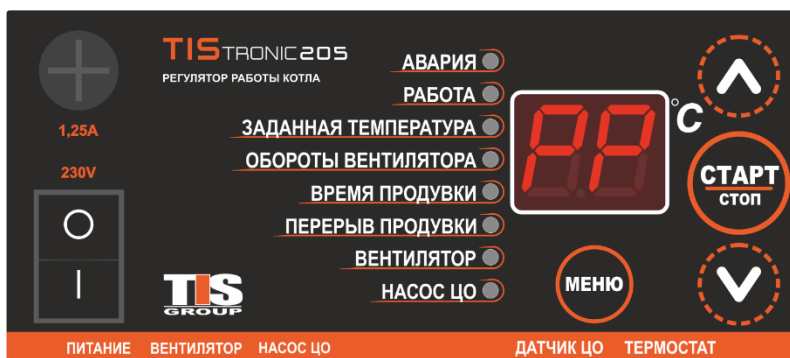 TISTRONIC205
РЕГУЛЯТОР РАБОТЫ КОТЛА
1,25A
230V
O
I
АВАРИЯ
РАБОТА
ЗАДАННАЯ ТЕМПЕРАТУРА
ОБОРОТЫ ВЕНТИЛЯТОРА
ВРЕМЯ ПРОДУВКИ
ПЕРЕРЫВ ПРОДУВКИ
ВЕНТИЛЯТОР
НАСОС ЦО
PP
°C
СТАРТ
СТОП
МЕНЮ
TIS
GROUP
ПИТАНИЕ ВЕНТИЛЯТОР НАСОС ЦО ДАТЧИК ЦО ТЕРМОСТАТ